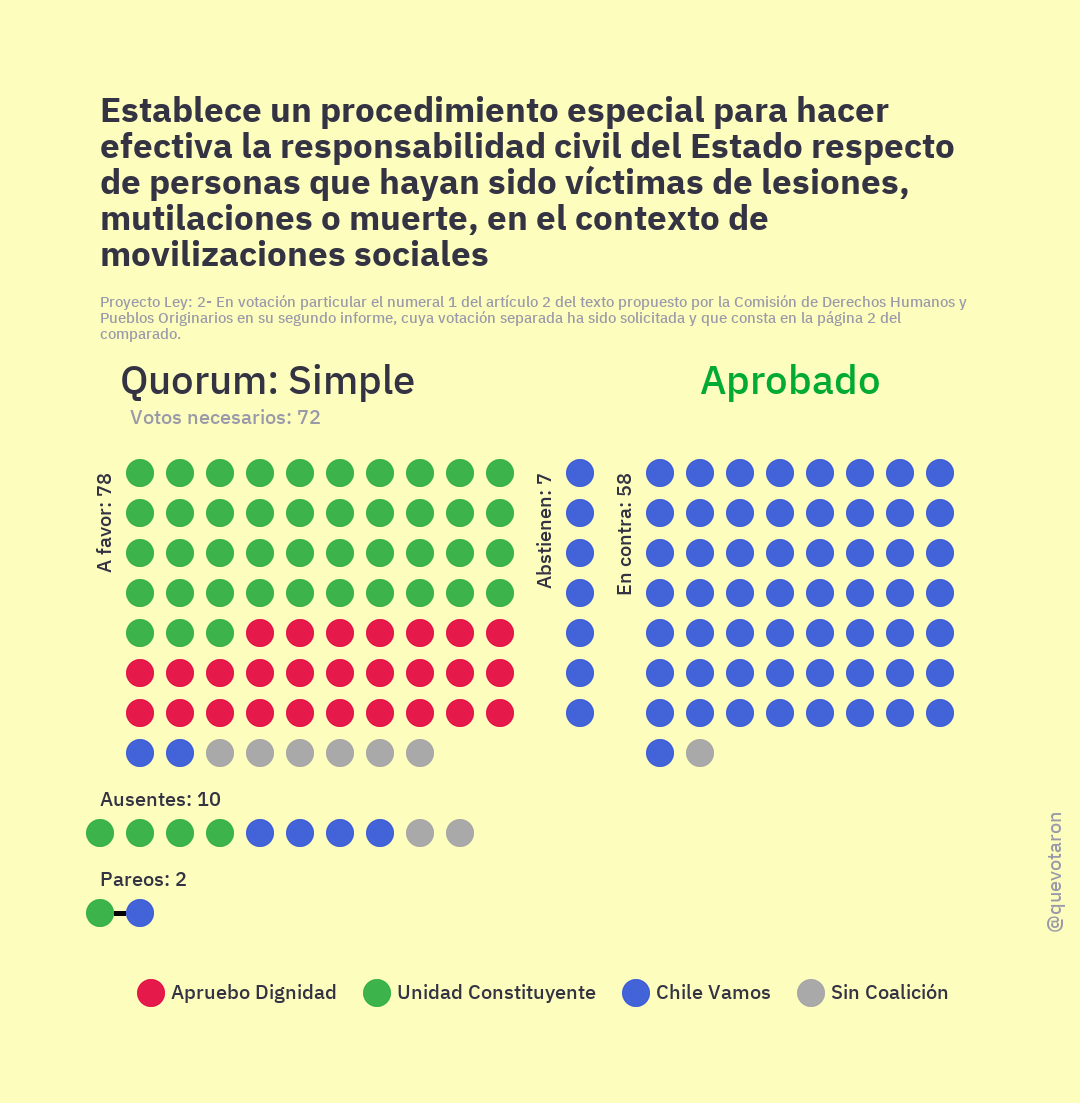 Establece un procedimiento especial para hacer
efectiva la responsabilidad civil del Estado respecto
de personas que hayan sido víctimas de lesiones,
mutilaciones o muerte, en el contexto de
movilizaciones sociales
Proyecto Ley: 2- En votación particular el numeral 1 del artículo 2 del texto propuesto por la Comisión de Derechos Humanos y
Pueblos Originarios en su segundo informe, cuya votación separada ha sido solicitada y que consta en la página 2 del
comparado.
Quorum: Simple
Aprobado
Votos necesarios: 72
A favor: 78
Abstienen: 7
En contra: 58
Ausentes: 10
Pareos: 2
@quevotaron
Apruebo Dignidad
Unidad Constituyente
Chile Vamos
Sin Coalición